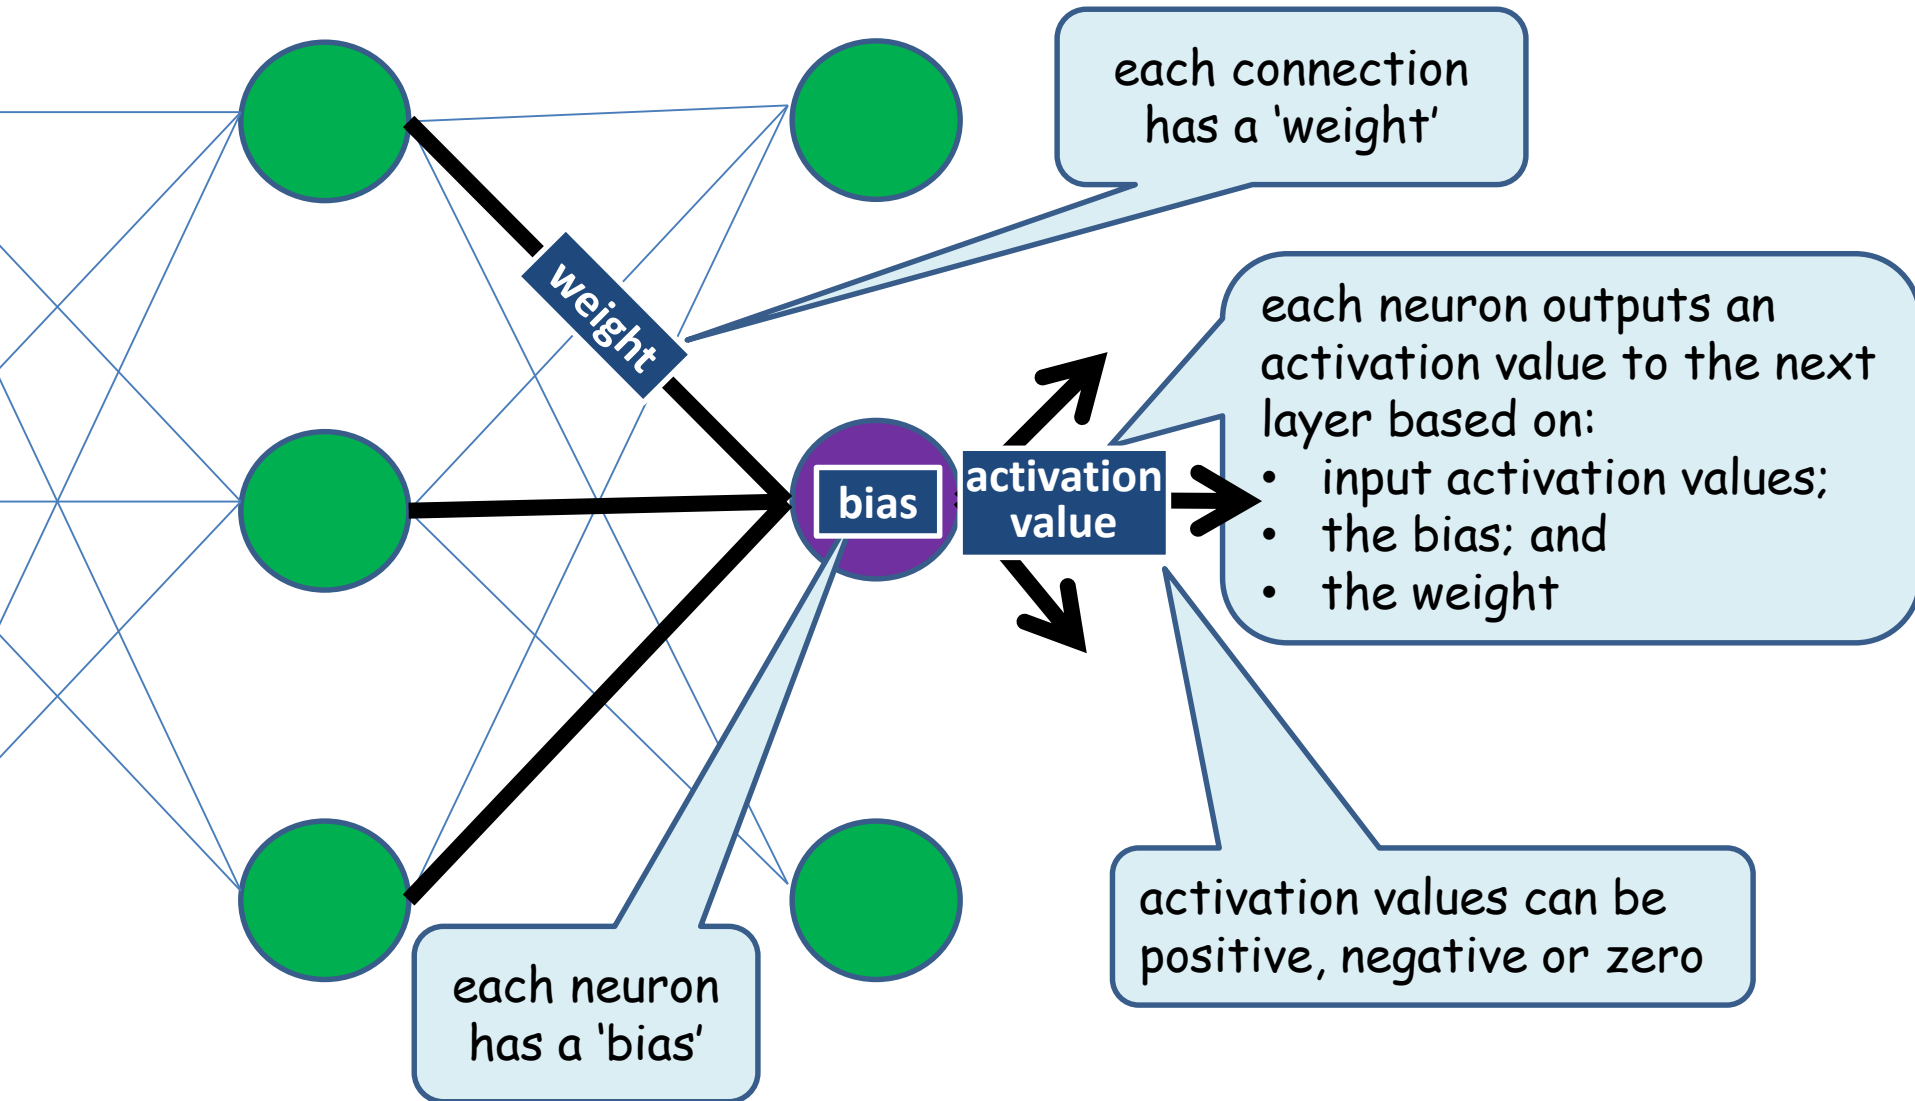 each connection
has a ‘weight’
weight
each neuron outputs an
activation value to the next
layer based on:
• input activation values;
• the bias; and
• the weight
bias
activation
value
activation values can be
positive, negative or zero
each neuron
has a ‘bias’